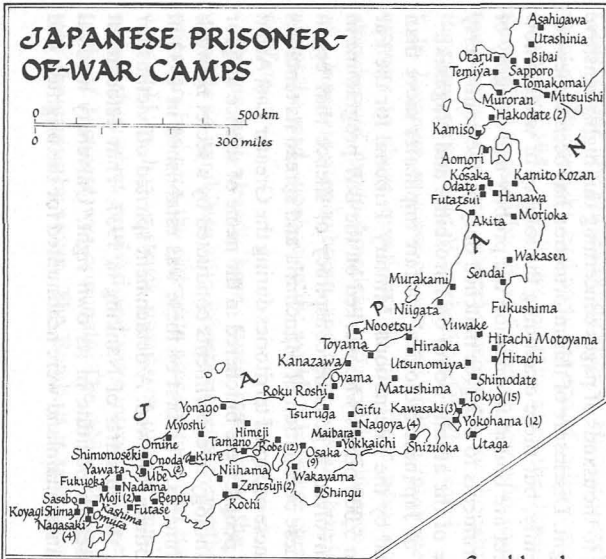 JAPANESE PRISONER-
OF-WAR CAMPS
0 500 km
0 300 miles
Asahigawa
Utashinia
Otaru
Bibai
Temiya
Sapporo
Tomakomai
Muroran
Mitsuishi
Hakodate (2)
Kamiso
N
Aomori
Kosaka
Kamito Kozan
Odate
Hanawa
Futatsui
Akita
Morioka
A
Wakasen
Sendai
Murakami
Niigata
Fukushima
P
Nooetsu
Yuwake
Toyama
Hiraoka
Hitachi Motoyama
Kanazawa
Utsunomiya
Hitachi
Oyama
Matushima
Shimodate
A
Roku Roshi
Tokyo (15)
Yonago
Tsuruga
Gifu
Kawasaki (3)
J
Nagoya (4)
Yokohama (12)
Myoshi
Himeji
Maibara
Omine
Tamano
Kobe (12)
Yokkaichi
Shizuoka
Utaga
Shimonoseki
Onoda
(2)
Kure
Osaka
(9)
Yawata
Ube
Niihama
Wakayama
Fukuoka
Nadama
Zentsuji (2)
Shingu
Sasebo
Moji (2)
Beppu
Kochi
Koyagi Shima
Kashima
Futase
Nagasaki
(4)
Omuta